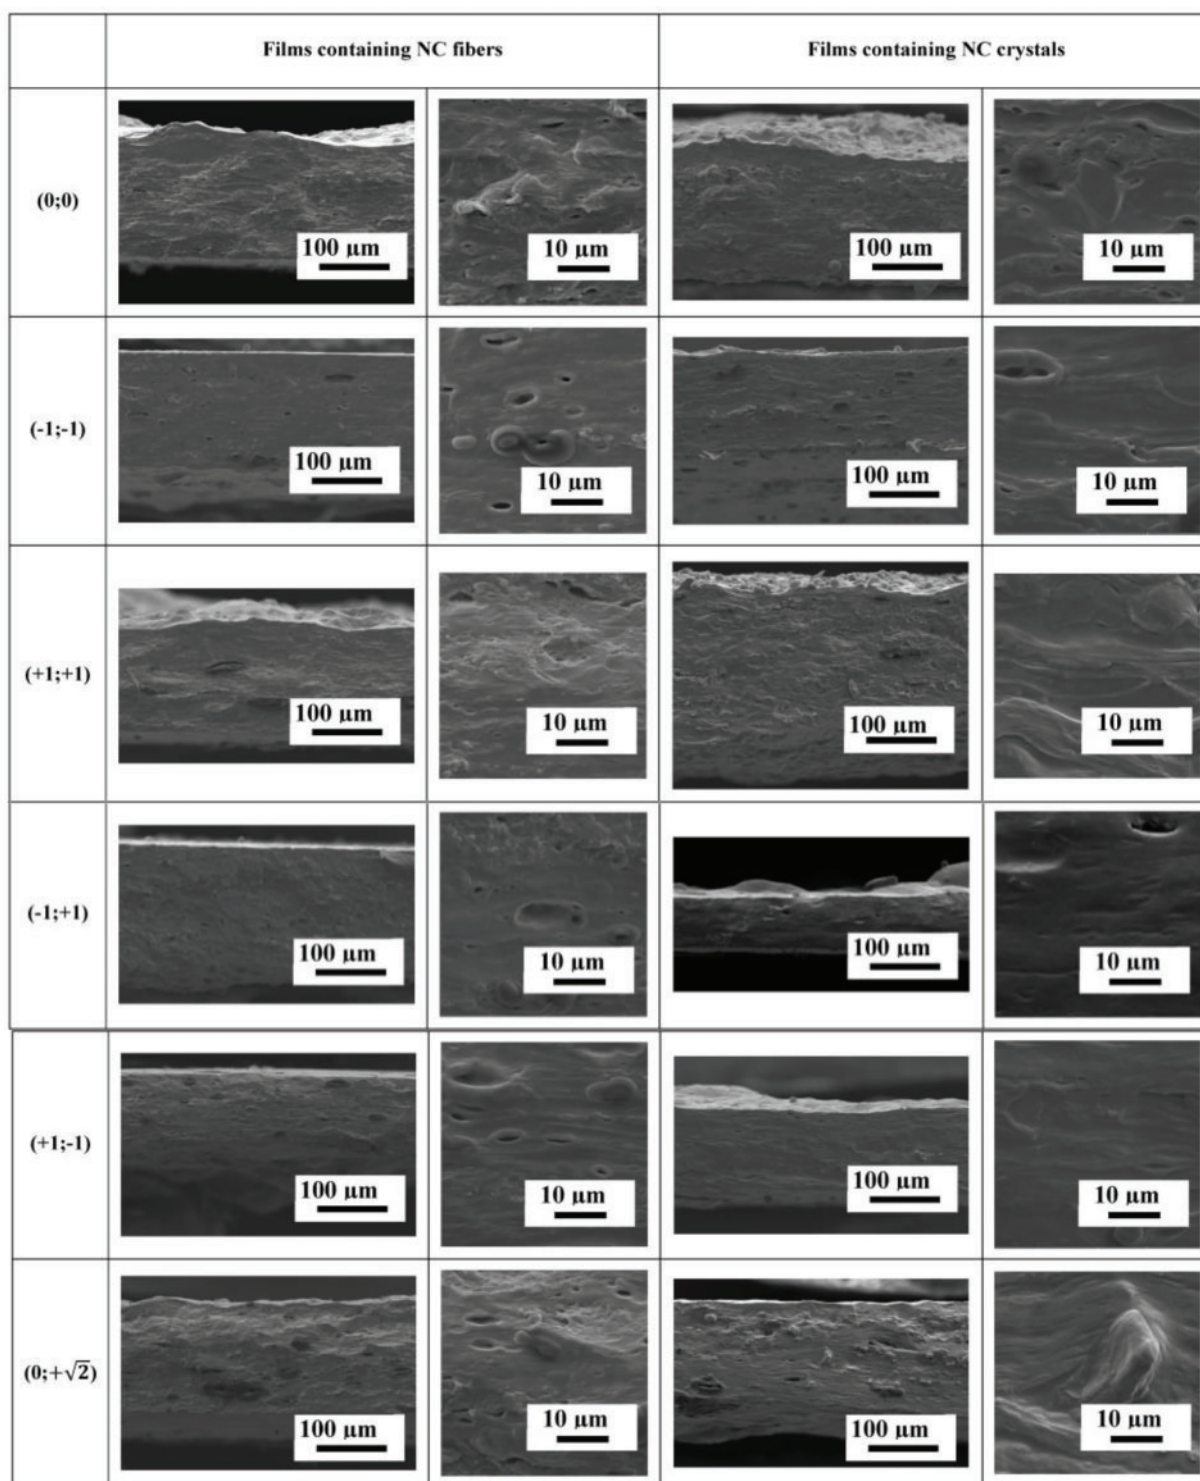 Films containing NC fibers
Films containing NC crystals
(0;0)
100 µm
10 µm
100 µm
10 µm
(-1;-1)
100 µm
10 µm
100 µm
10 µm
(+1;+1)
100 µm
10 µm
100 µm
10 µm
(-1;+1)
100 µm
10 µm
100 µm
10 µm
(+1;-1)
100 µm
10 µm
100 µm
10 µm
(0;+√2)
100 µm
10 µm
100 µm
10 µm